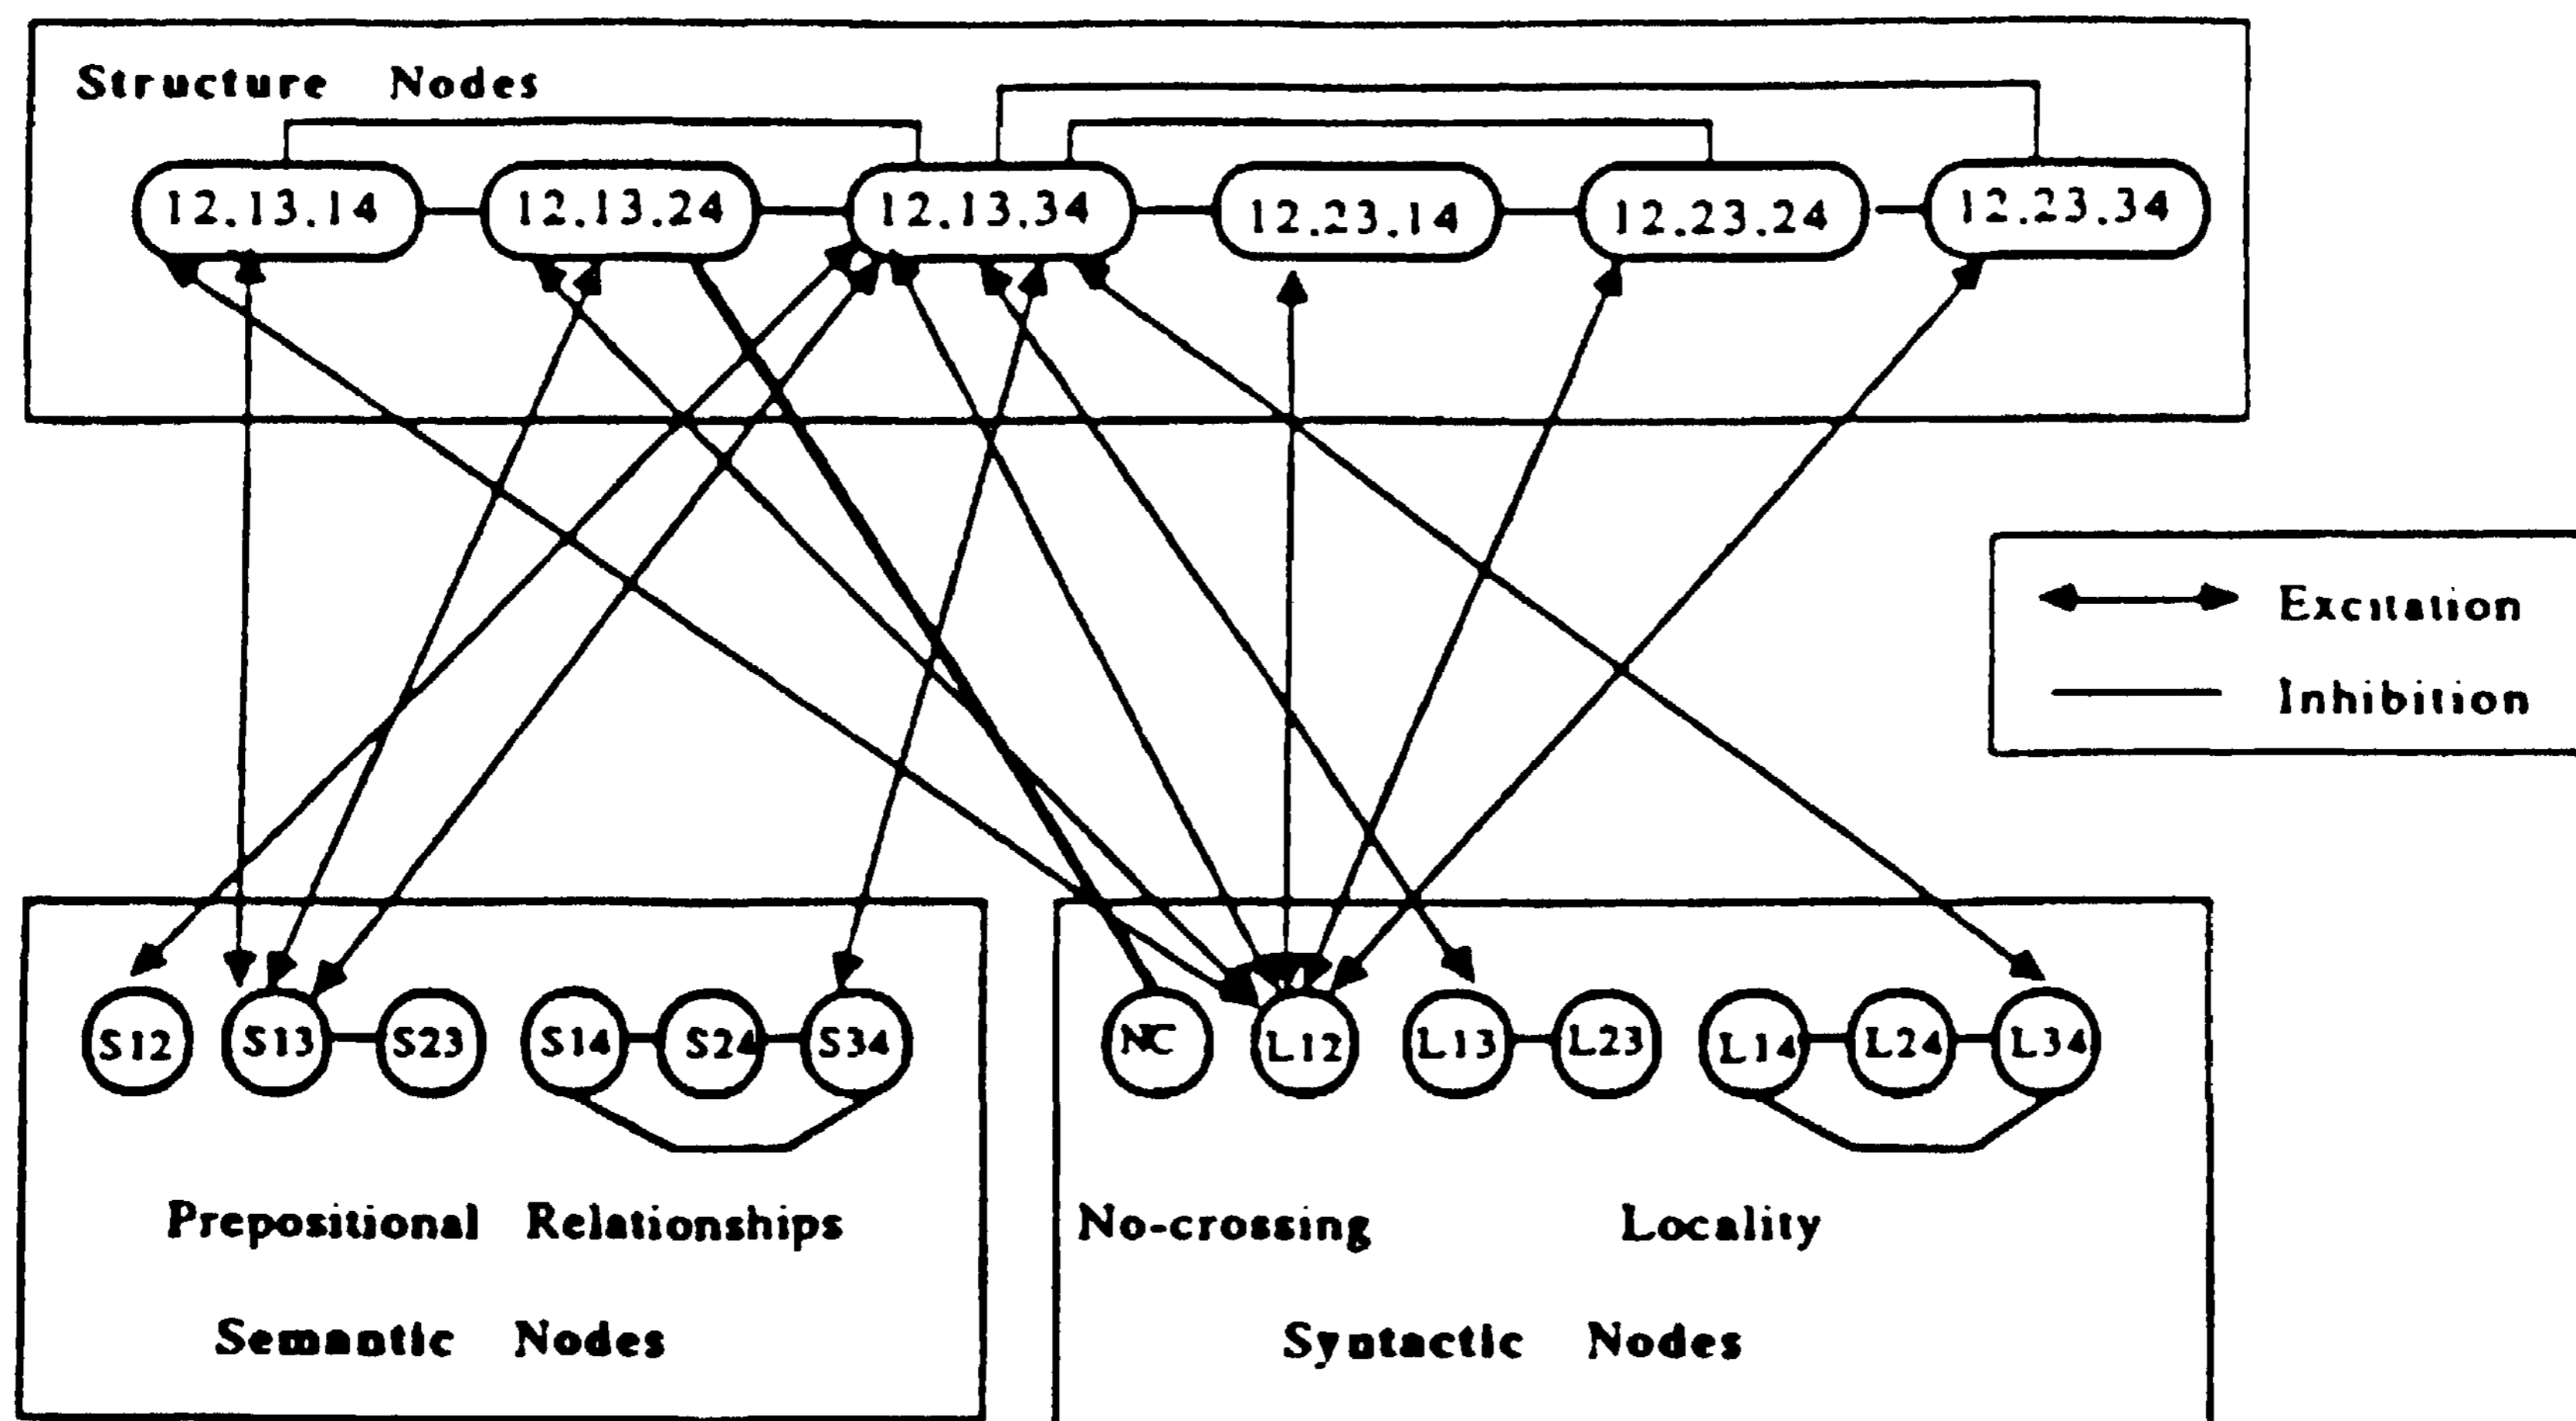 Structure Nodes
12.13.14 12.13.24 12.13.34 12.23.14 12.23.24 12.23.34
Excitation
Inhibition
S12 S13 S23 S14 S24 S34 NC L12 L13 L23 L14 L24 L34
Prepositional Relationships
Semantic Nodes
No-crossing Locality
Syntactic Nodes